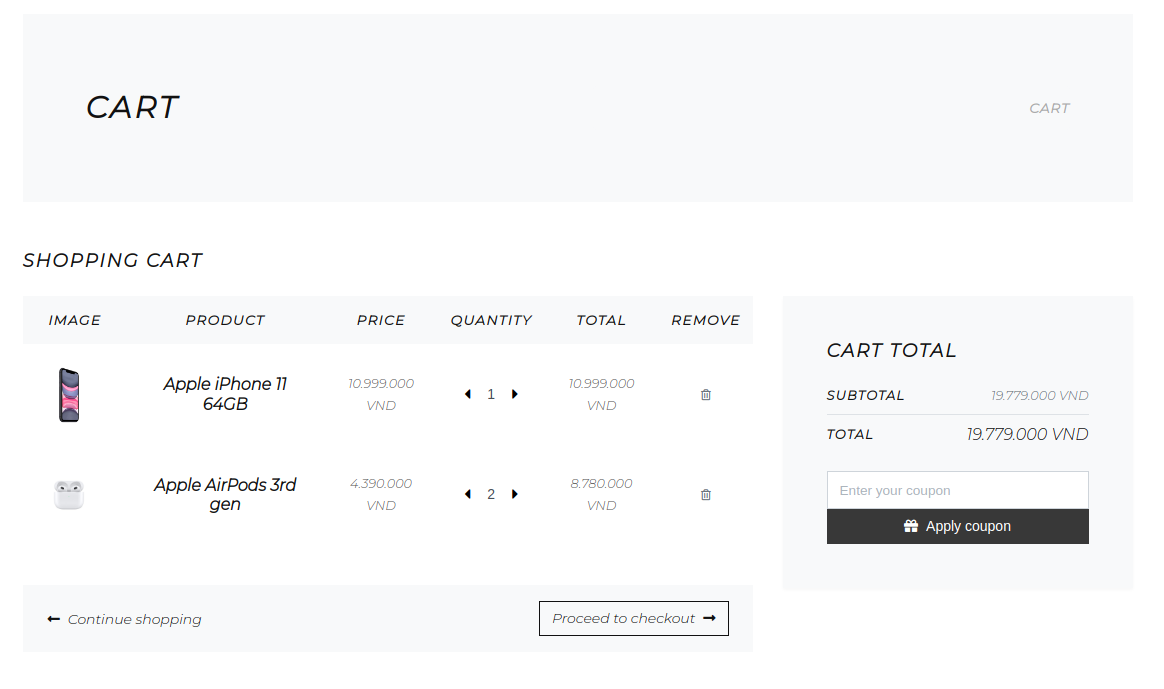 CART
CART
SHOPPING CART
IMAGE PRODUCT PRICE QUANTITY TOTAL REMOVE
Apple iPhone 11
64GB
10.999.000
VND
1
10.999.000
VND
Apple AirPods 3rd
gen
4.390.000
VND
2
8.780.000
VND
Continue shopping
Proceed to checkout
CART TOTAL
SUBTOTAL 19.779.000 VND
TOTAL 19.779.000 VND
Enter your coupon
Apply coupon